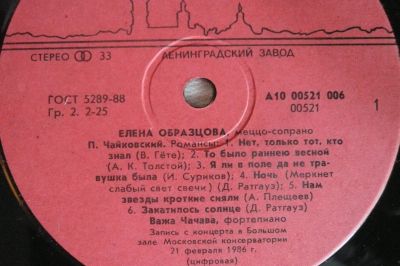 СТЕРЕО 33 ЛЕНИНГРАДСКИЙ ЗАВОД
ГОСТ 5289-88 А10 00521 006
Гр. 2. 2-25 00521 1
ЕЛЕНА ОБРАЗЦОВА, меццо-сопрано
П. Чайковский. Романсы: 1. Нет, только тот, кто
знал (В. Гёте); 2. То было раннею весной
(А. К. Толстой); 3. Я ли в поле да не тра-
вушка была (И. Суриков); 4. Ночь (Меркнет
слабый свет свечи) (Д. Ратгауз); 5. Нам
звезды кроткие сияли (А. Плещеев)
6. Закатилось солнце (Д. Ратгауз)
Важа Чачава, фортепиано
Запись с концерта в Большом
зале Московской консерватории
21 февраля 1986 г.
(цифровая)